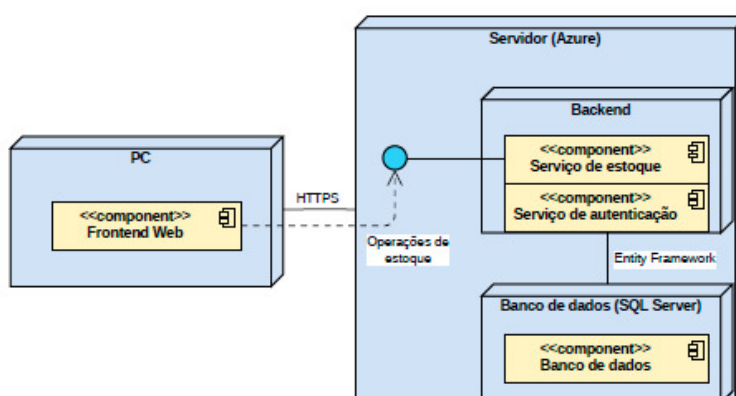 Servidor (Azure)
Backend
<<component>>
Serviço de estoque
<<component>>
Serviço de autenticação
PC
<<component>>
Frontend Web
HTTPS
Operações de
estoque
Entity Framework
Banco de dados (SQL Server)
<<component>>
Banco de dados